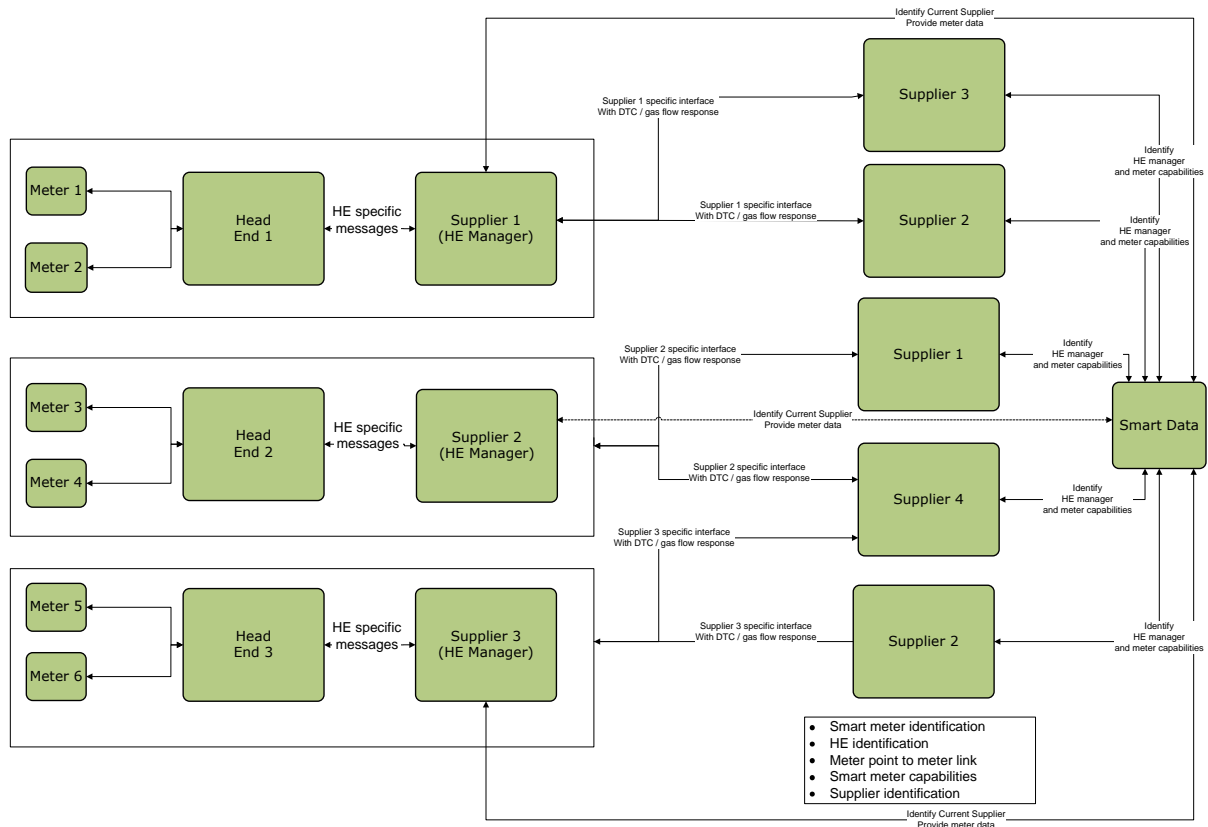 Identify Current Supplier
Provide meter data
Supplier 3
Supplier 1 specific interface
With DTC / gas flow response
Identify
HE manager
and meter capabilities
Meter 1
Meter 2
Head
End 1
HE specific
messages
Supplier 1
(HE Manager)
Supplier 1 specific interface
With DTC / gas flow response
Supplier 2
Identify
HE manager
and meter capabilities
Supplier 2 specific interface
With DTC / gas flow response
Supplier 1
Identify
HE manager
and meter capabilities
Meter 3
Meter 4
Head
End 2
HE specific
messages
Supplier 2
(HE Manager)
Identify Current Supplier
Provide meter data
Smart Data
Supplier 2 specific interface
With DTC / gas flow response
Supplier 4
Identify
HE manager
and meter capabilities
Supplier 3 specific interface
With DTC / gas flow response
Meter 5
Meter 6
Head
End 3
HE specific
messages
Supplier 3
(HE Manager)
Supplier 3 specific interface
With DTC / gas flow response
Supplier 2
Identify
HE manager
and meter capabilities
• Smart meter identification
• HE identification
• Meter point to meter link
• Smart meter capabilities
• Supplier identification
Identify Current Supplier
Provide meter data